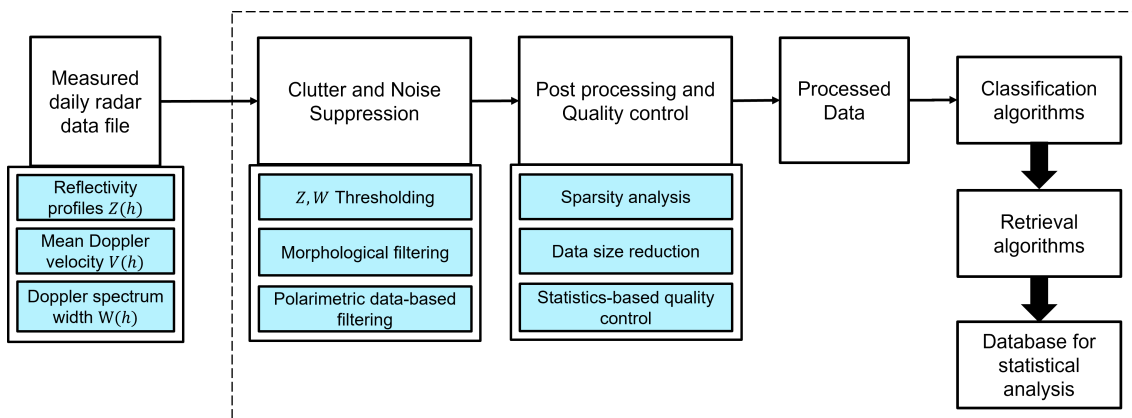 Measured
daily radar
data file
Reflectivity
profiles Z(h)
Mean Doppler
velocity V(h)
Doppler spectrum
width W(h)
Clutter and Noise
Suppression
Z, W Thresholding
Morphological filtering
Polarimetric data-based
filtering
Post processing and
Quality control
Sparsity analysis
Data size reduction
Statistics-based quality
control
Processed
Data
Classification
algorithms
Retrieval
algorithms
Database for
statistical
analysis